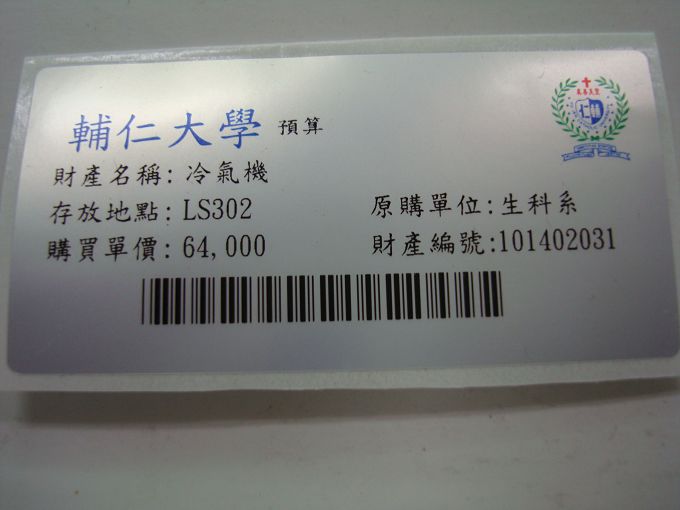 輔仁大學 預算
財產名稱: 冷氣機
存放地點: LS302 原購單位: 生科系
購買單價: 64,000 財產編號:101402031